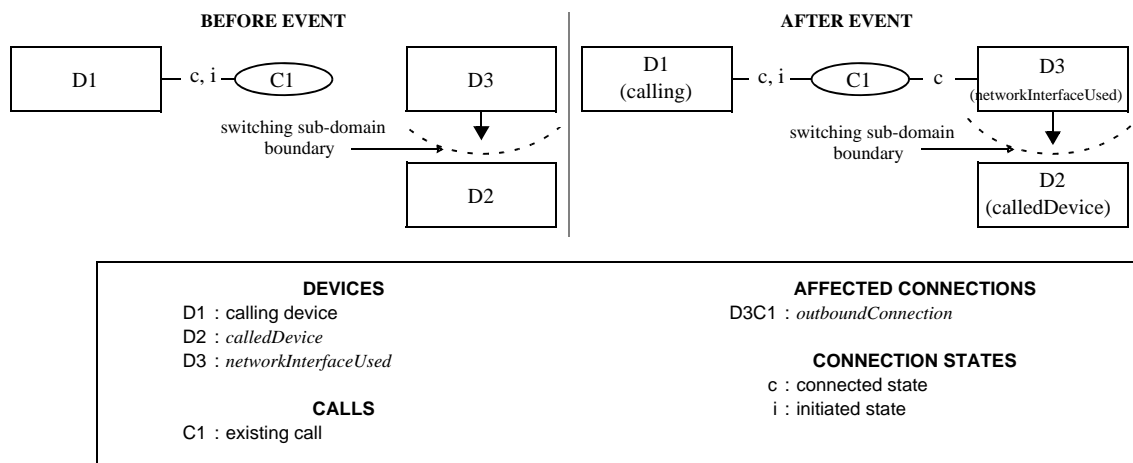 BEFORE EVENT
D1
c, i
C1
D3
switching sub-domain
boundary
D2
AFTER EVENT
D1
(calling)
c, i
C1
c
D3
(networkInterfaceUsed)
switching sub-domain
boundary
D2
(calledDevice)
DEVICES
D1 : calling device
D2 : calledDevice
D3 : networkInterfaceUsed
CALLS
C1 : existing call
AFFECTED CONNECTIONS
D3C1 : outboundConnection
CONNECTION STATES
c : connected state
i : initiated state